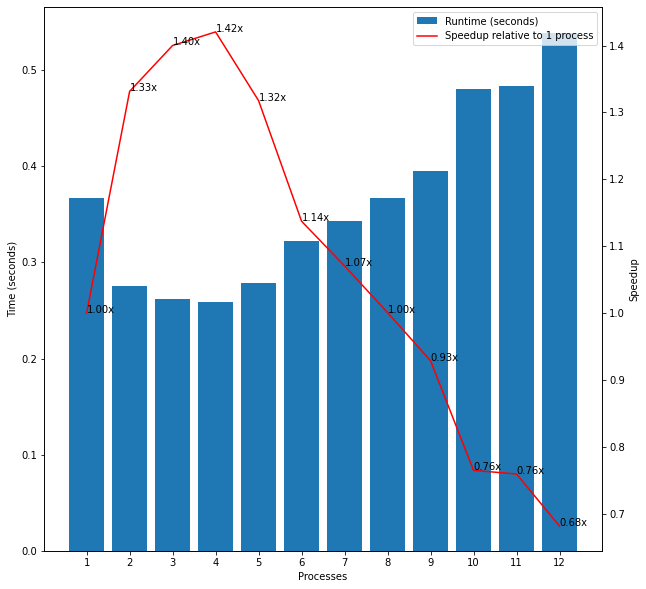 Runtime (seconds)
Speedup relative to 1 process
0.5
0.4
0.3
0.2
0.1
0.0
Time (seconds)
1.00x
1.33x
1.40x
1.42x
1.32x
1.14x
1.07x
1.00x
0.93x
0.76x
0.76x
0.68x
1.4
1.3
1.2
1.1
1.0
0.9
0.8
0.7
Speedup
1 2 3 4 5 6 7 8 9 10 11 12
Processes